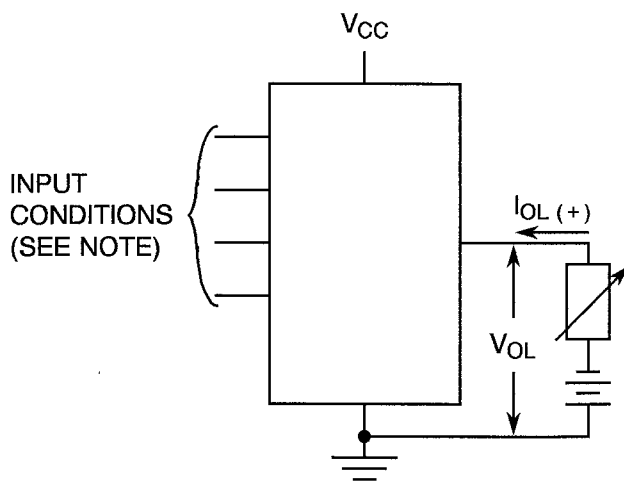 VCC
INPUT
CONDITIONS
(SEE NOTE)
IOL (+)
VOL